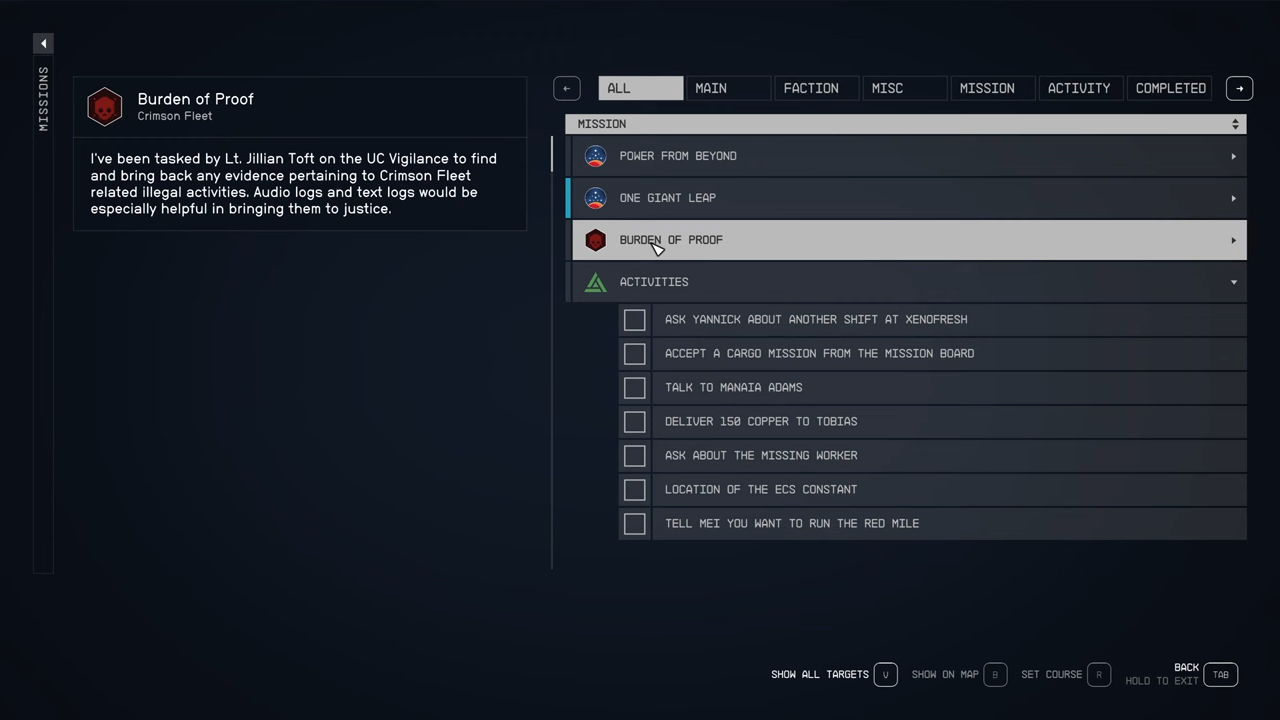 MISSIONS
Burden of Proof
Crimson Fleet
I've been tasked by Lt. Jillian Toft on the UC Vigilance to find
and bring back any evidence pertaining to Crimson Fleet
related illegal activities. Audio logs and text logs would be
especially helpful in bringing them to justice.
ALL MAIN FACTION MISC MISSION ACTIVITY COMPLETED
MISSION
POWER FROM BEYOND
ONE GIANT LEAP
BURDEN OF PROOF
ACTIVITIES
ASK YANNICK ABOUT ANOTHER SHIFT AT XENOFRESH
ACCEPT A CARGO MISSION FROM THE MISSION BOARD
TALK TO MANAIA ADAMS
DELIVER 150 COPPER TO TOBIAS
ASK ABOUT THE MISSING WORKER
LOCATION OF THE ECS CONSTANT
TELL MEI YOU WANT TO RUN THE RED MILE
SHOW ALL TARGETS V SHOW ON MAP B SET COURSE R BACK TAB
HOLD TO EXIT